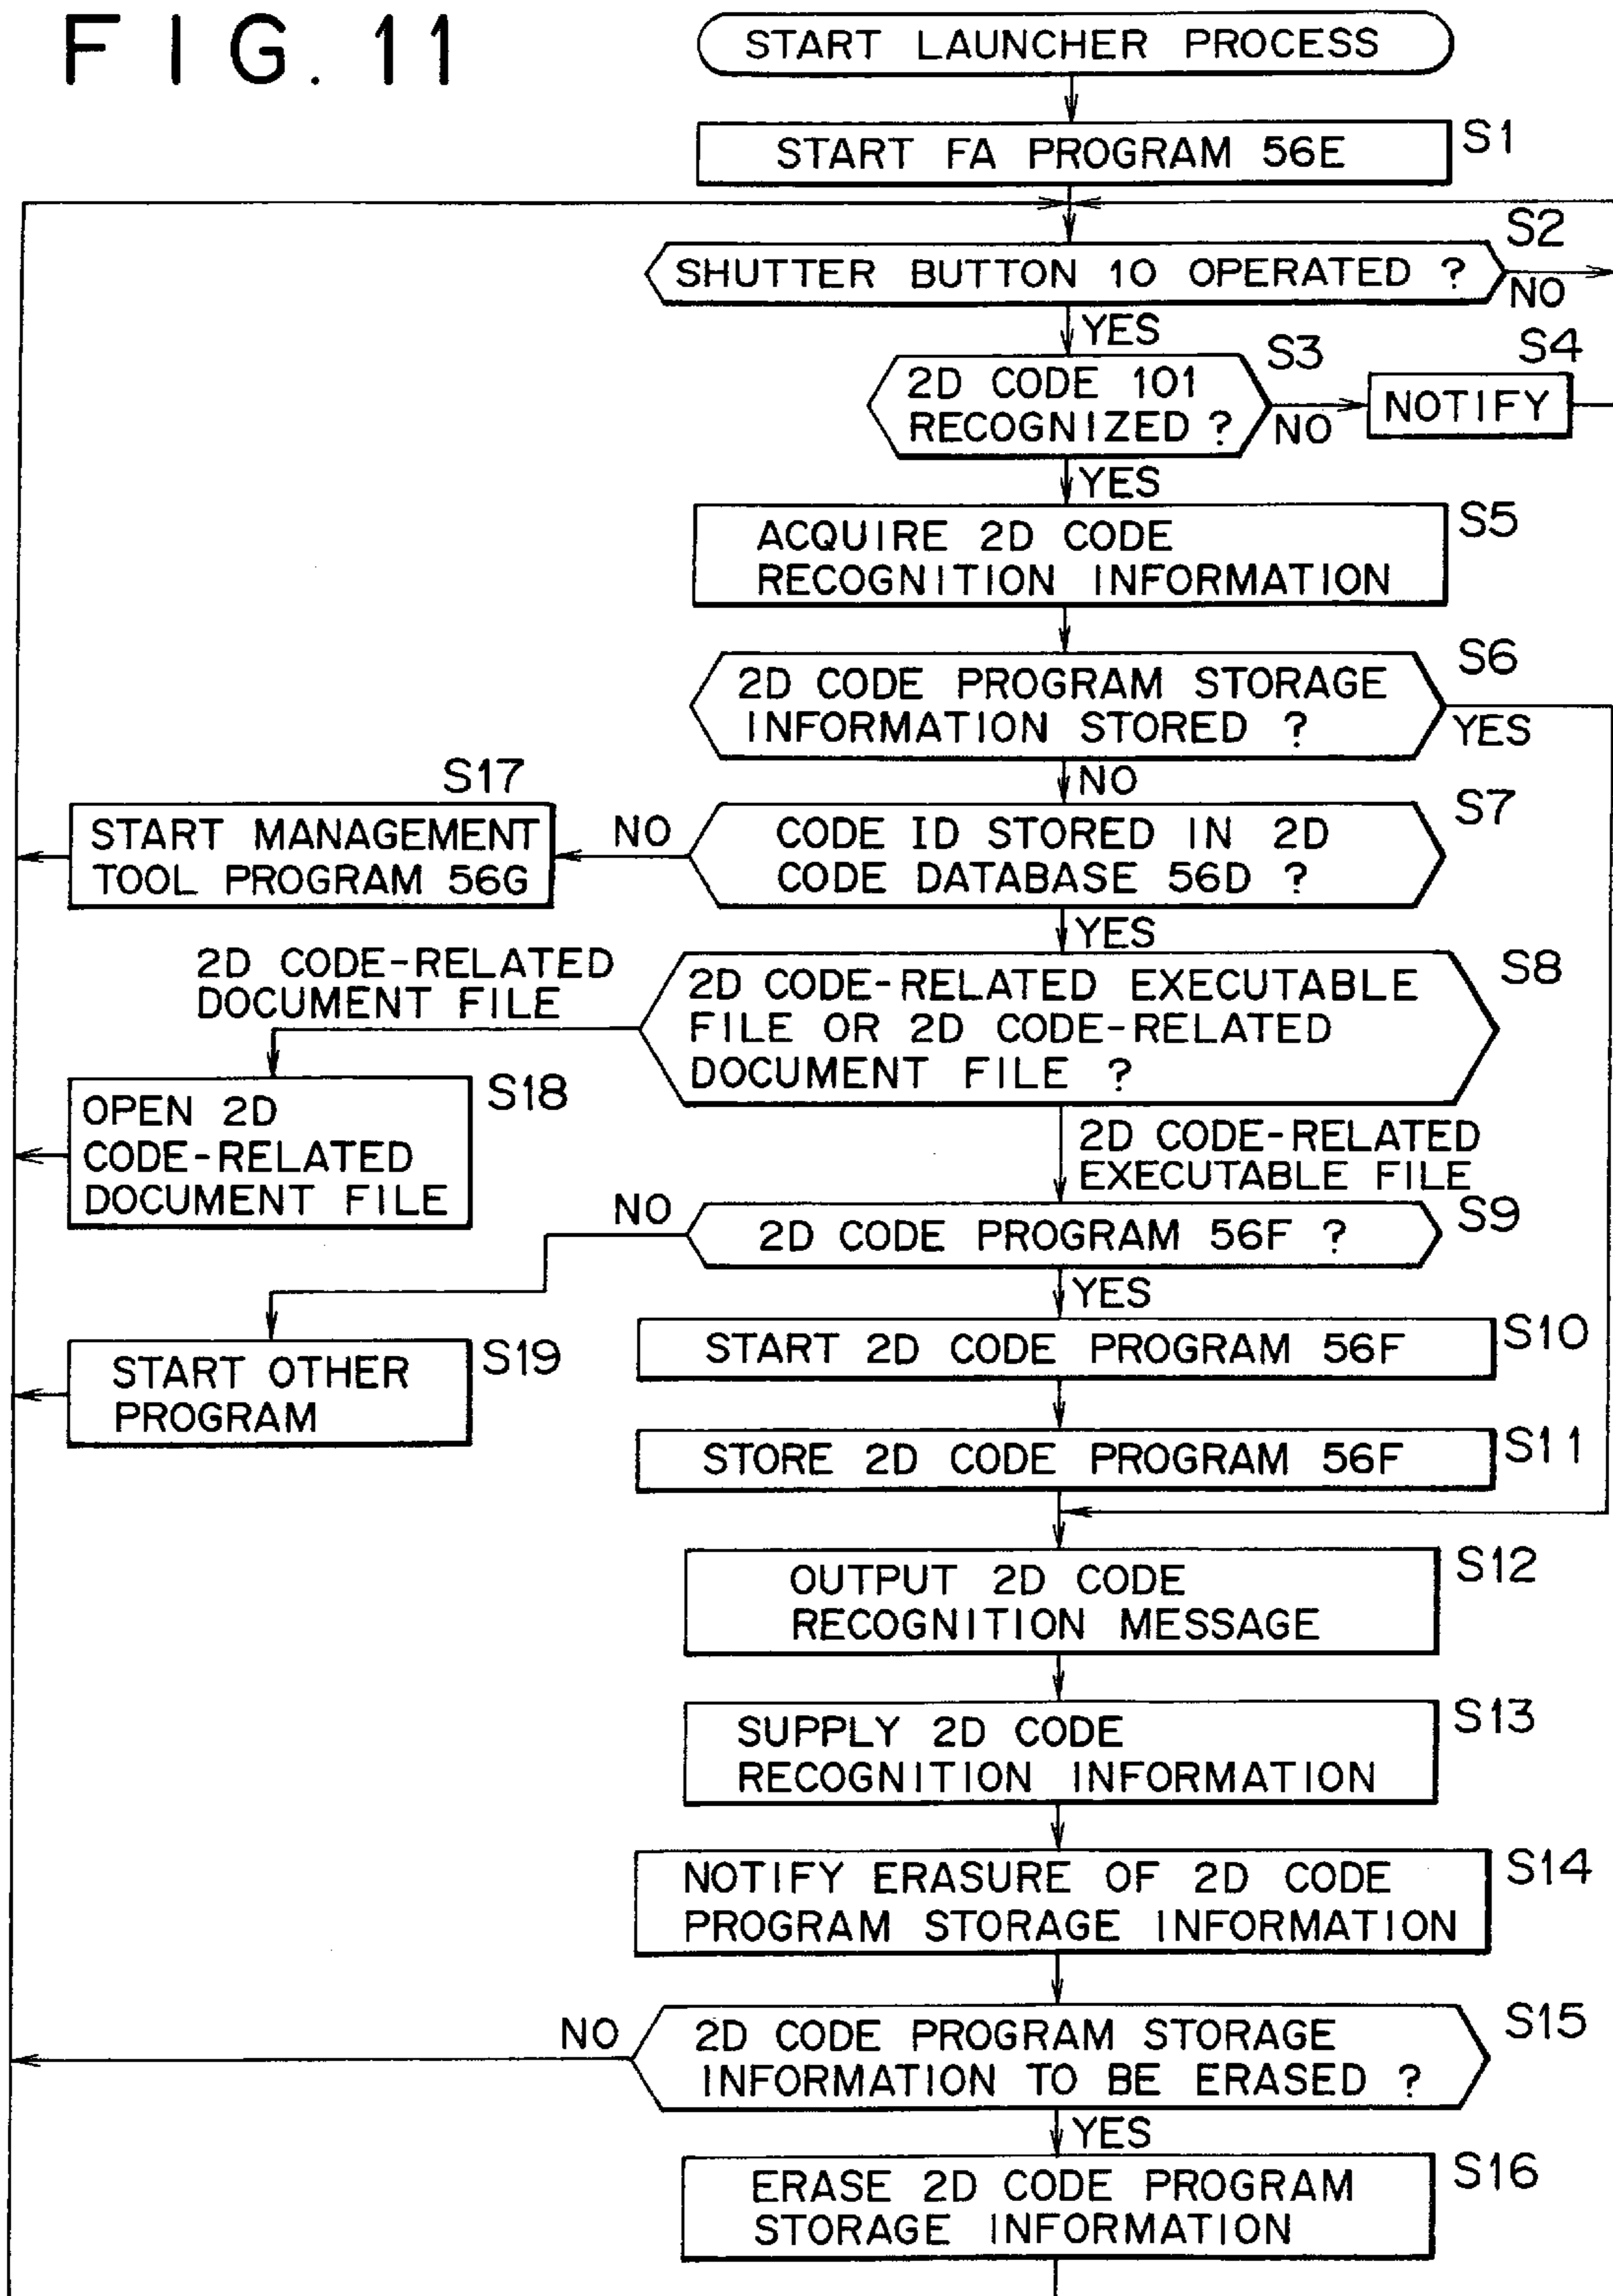 FIG. 11
START LAUNCHER PROCESS
START FA PROGRAM 56E
S1
SHUTTER BUTTON 10 OPERATED ?
S2
NO
YES
2D CODE 101
RECOGNIZED ?
S3
NO
NOTIFY
S4
YES
ACQUIRE 2D CODE
RECOGNITION INFORMATION
S5
2D CODE PROGRAM STORAGE
INFORMATION STORED ?
S6
YES
NO
S17
START MANAGEMENT
TOOL PROGRAM 56G
NO
CODE ID STORED IN 2D
CODE DATABASE 56D ?
S7
YES
2D CODE-RELATED
DOCUMENT FILE
2D CODE-RELATED EXECUTABLE
FILE OR 2D CODE-RELATED
DOCUMENT FILE ?
S8
OPEN 2D
CODE-RELATED
DOCUMENT FILE
S18
2D CODE-RELATED
EXECUTABLE FILE
NO
2D CODE PROGRAM 56F ?
S9
YES
START OTHER
PROGRAM
S19
START 2D CODE PROGRAM 56F
S10
STORE 2D CODE PROGRAM 56F
S11
OUTPUT 2D CODE
RECOGNITION MESSAGE
S12
SUPPLY 2D CODE
RECOGNITION INFORMATION
S13
NOTIFY ERASURE OF 2D CODE
PROGRAM STORAGE INFORMATION
S14
NO
2D CODE PROGRAM STORAGE
INFORMATION TO BE ERASED ?
S15
YES
ERASE 2D CODE PROGRAM
STORAGE INFORMATION
S16